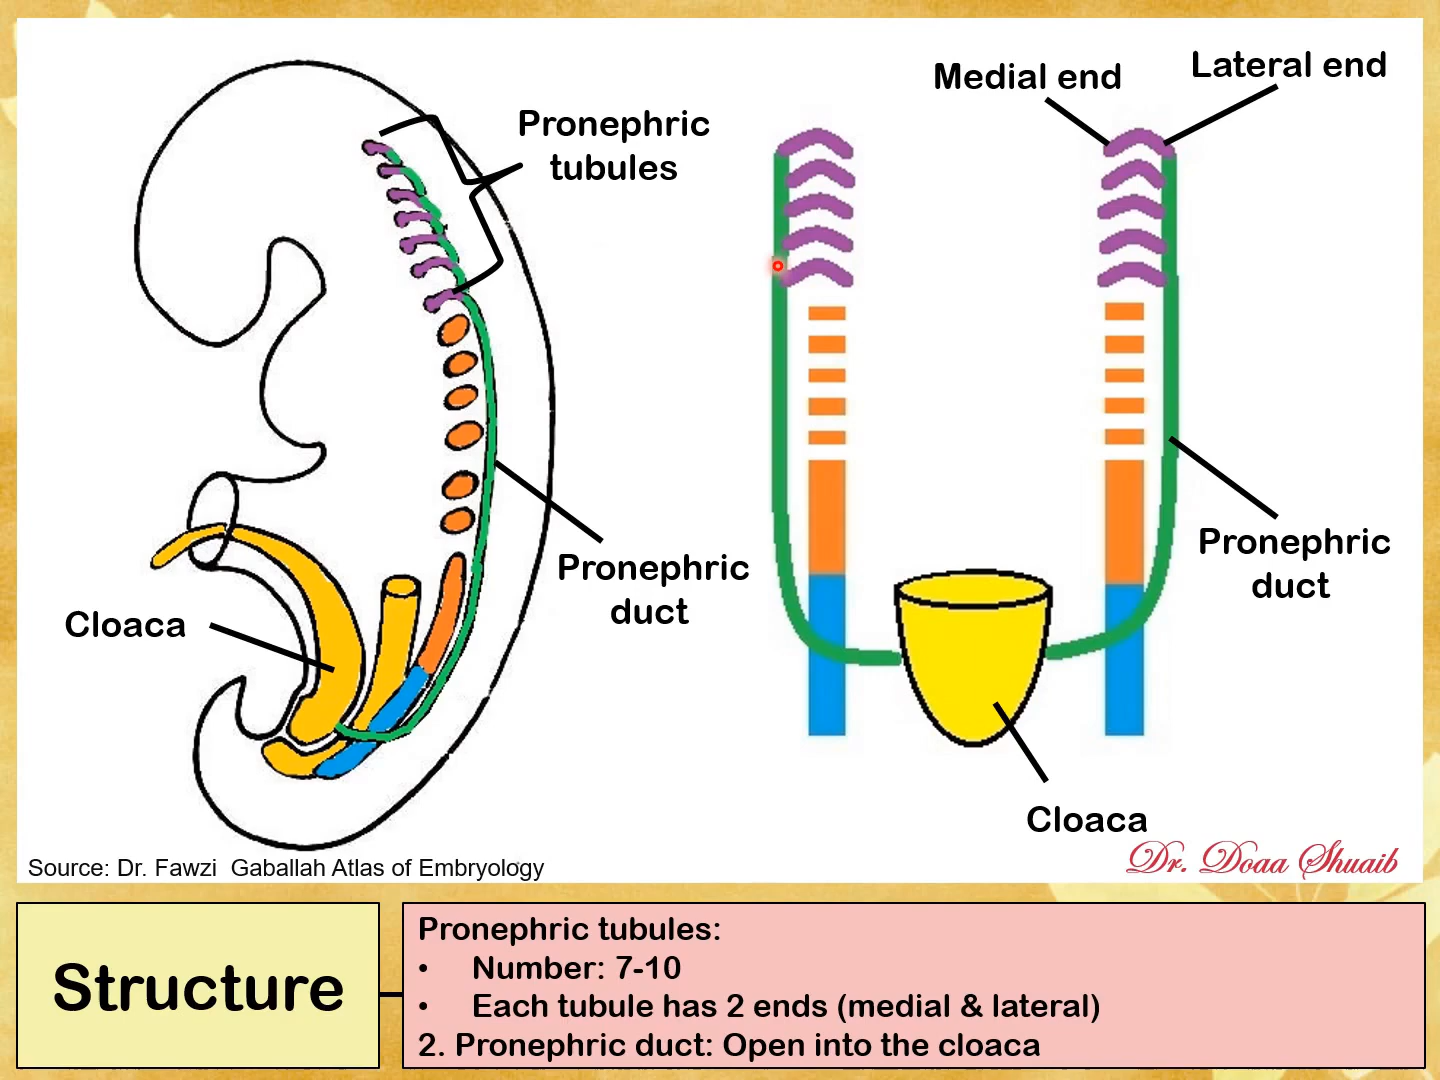 Medial end
Lateral end
Pronephric
tubules
Pronephric
duct
Pronephric
duct
Cloaca
Cloaca
Source: Dr. Fawzi  Gaballah Atlas of Embryology
Dr. Doaa Shuaib
Structure
Pronephric tubules:
• Number: 7-10
• Each tubule has 2 ends (medial & lateral)
2. Pronephric duct: Open into the cloaca